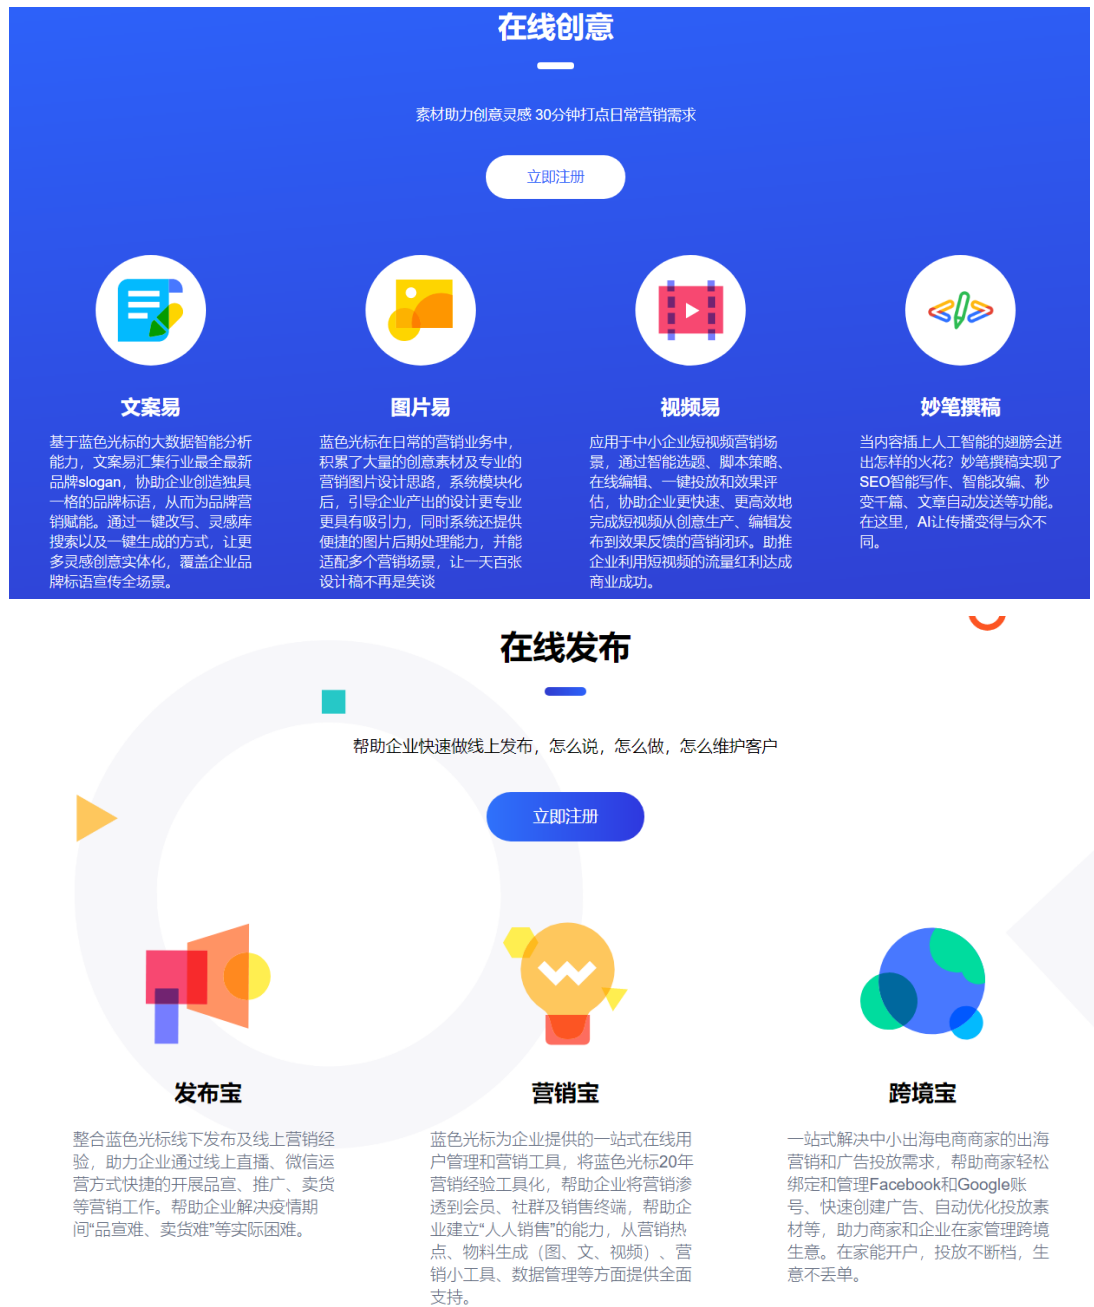 在线创意
素材助力创意灵感 30分钟打点日常营销需求
立即注册
文案易
基于蓝色光标的大数据智能分析
能力，文案易汇集行业最全最新
品牌slogan，协助企业创造独具
一格的品牌标语，从而为品牌营
销赋能。通过一键改写、灵感库
搜索以及一键生成的方式，让更
多灵感创意实体化，覆盖企业品
牌标语宣传全场景。
图片易
蓝色光标在日常的营销业务中，
积累了大量的创意素材及专业的
营销图片设计思路，系统模块化
后，引导企业产出的设计更专业
更具有吸引力，同时系统还提供
便捷的图片后期处理能力，并能
适配多个营销场景，让一天百张
设计稿不再是笑谈
视频易
应用于中小企业短视频营销场
景，通过智能选题、脚本策略、
在线编辑、一键投放和效果评
估，协助企业更快速、更高效地
完成短视频从创意生产、编辑发
布到效果反馈的营销闭环。助推
企业利用短视频的流量红利达成
商业成功。
妙笔撰稿
当内容插上人工智能的翅膀会迸
出怎样的火花？妙笔撰稿实现了
SEO智能写作、智能改编、秒
变千篇、文章自动发送等功能。
在这里，AI让传播变得与众不
同。
在线发布
帮助企业快速做线上发布，怎么说，怎么做，怎么维护客户
立即注册
发布宝
整合蓝色光标线下发布及线上营销经
验，助力企业通过线上直播、微信运
营方式快捷的开展品宣、推广、卖货
等营销工作。帮助企业解决疫情期
间“品宣难、卖货难”等实际困难。
营销宝
蓝色光标为企业提供的一站式在线用
户管理和营销工具，将蓝色光标20年
营销经验工具化，帮助企业将营销渗
透到会员、社群及销售终端，帮助企
业建立“人人销售”的能力，从营销热
点、物料生成（图、文、视频）、营
销小工具、数据管理等方面提供全面
支持。
跨境宝
一站式解决中小出海电商商家的出海
营销和广告投放需求，帮助商家轻松
绑定和管理Facebook和Google账
号、快速创建广告、自动优化投放素
材等，助力商家和企业在家管理跨境
生意。在家能开户，投放不断档，生
意不丢单。